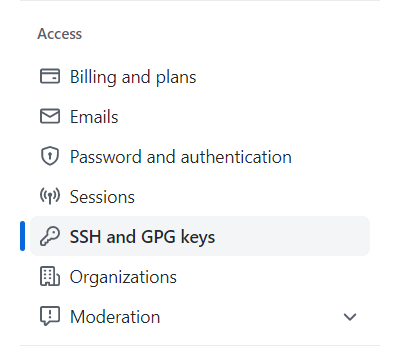 Access
Billing and plans
Emails
Password and authentication
Sessions
SSH and GPG keys
Organizations
Moderation